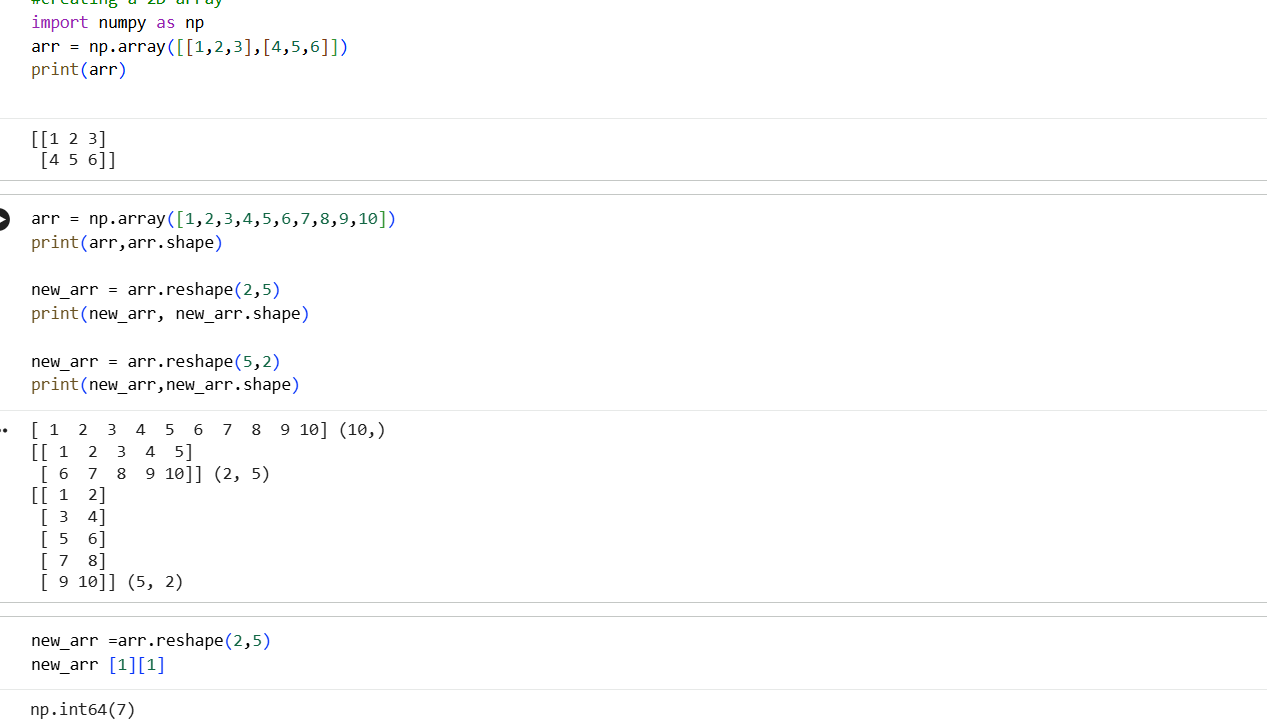 #creating a 2D array
import numpy as np
arr = np.array([[1,2,3],[4,5,6]])
print(arr)
[[1 2 3]
 [4 5 6]]
arr = np.array([1,2,3,4,5,6,7,8,9,10])
print(arr,arr.shape)
new_arr = arr.reshape(2,5)
print(new_arr, new_arr.shape)
new_arr = arr.reshape(5,2)
print(new_arr,new_arr.shape)
[ 1  2  3  4  5  6  7  8  9 10] (10,)
[[ 1  2  3  4  5]
 [ 6  7  8  9 10]] (2, 5)
[[ 1  2]
 [ 3  4]
 [ 5  6]
 [ 7  8]
 [ 9 10]] (5, 2)
new_arr =arr.reshape(2,5)
new_arr [1][1]
np.int64(7)